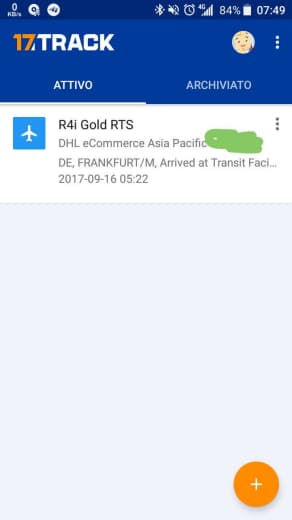 0
KB/s
4G
84%
07:49
17TRACK
ATTIVO
ARCHIVIATO
R4i Gold RTS
DHL eCommerce Asia Pacific
DE, FRANKFURT/M, Arrived at Transit Faci...
2017-09-16 05:22